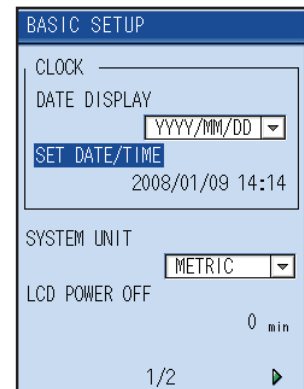 BASIC SETUP
CLOCK
DATE DISPLAY
YYYY/MM/DD
SET DATE/TIME
2008/01/09 14:14
SYSTEM UNIT
METRIC
LCD POWER OFF
0 min
1/2